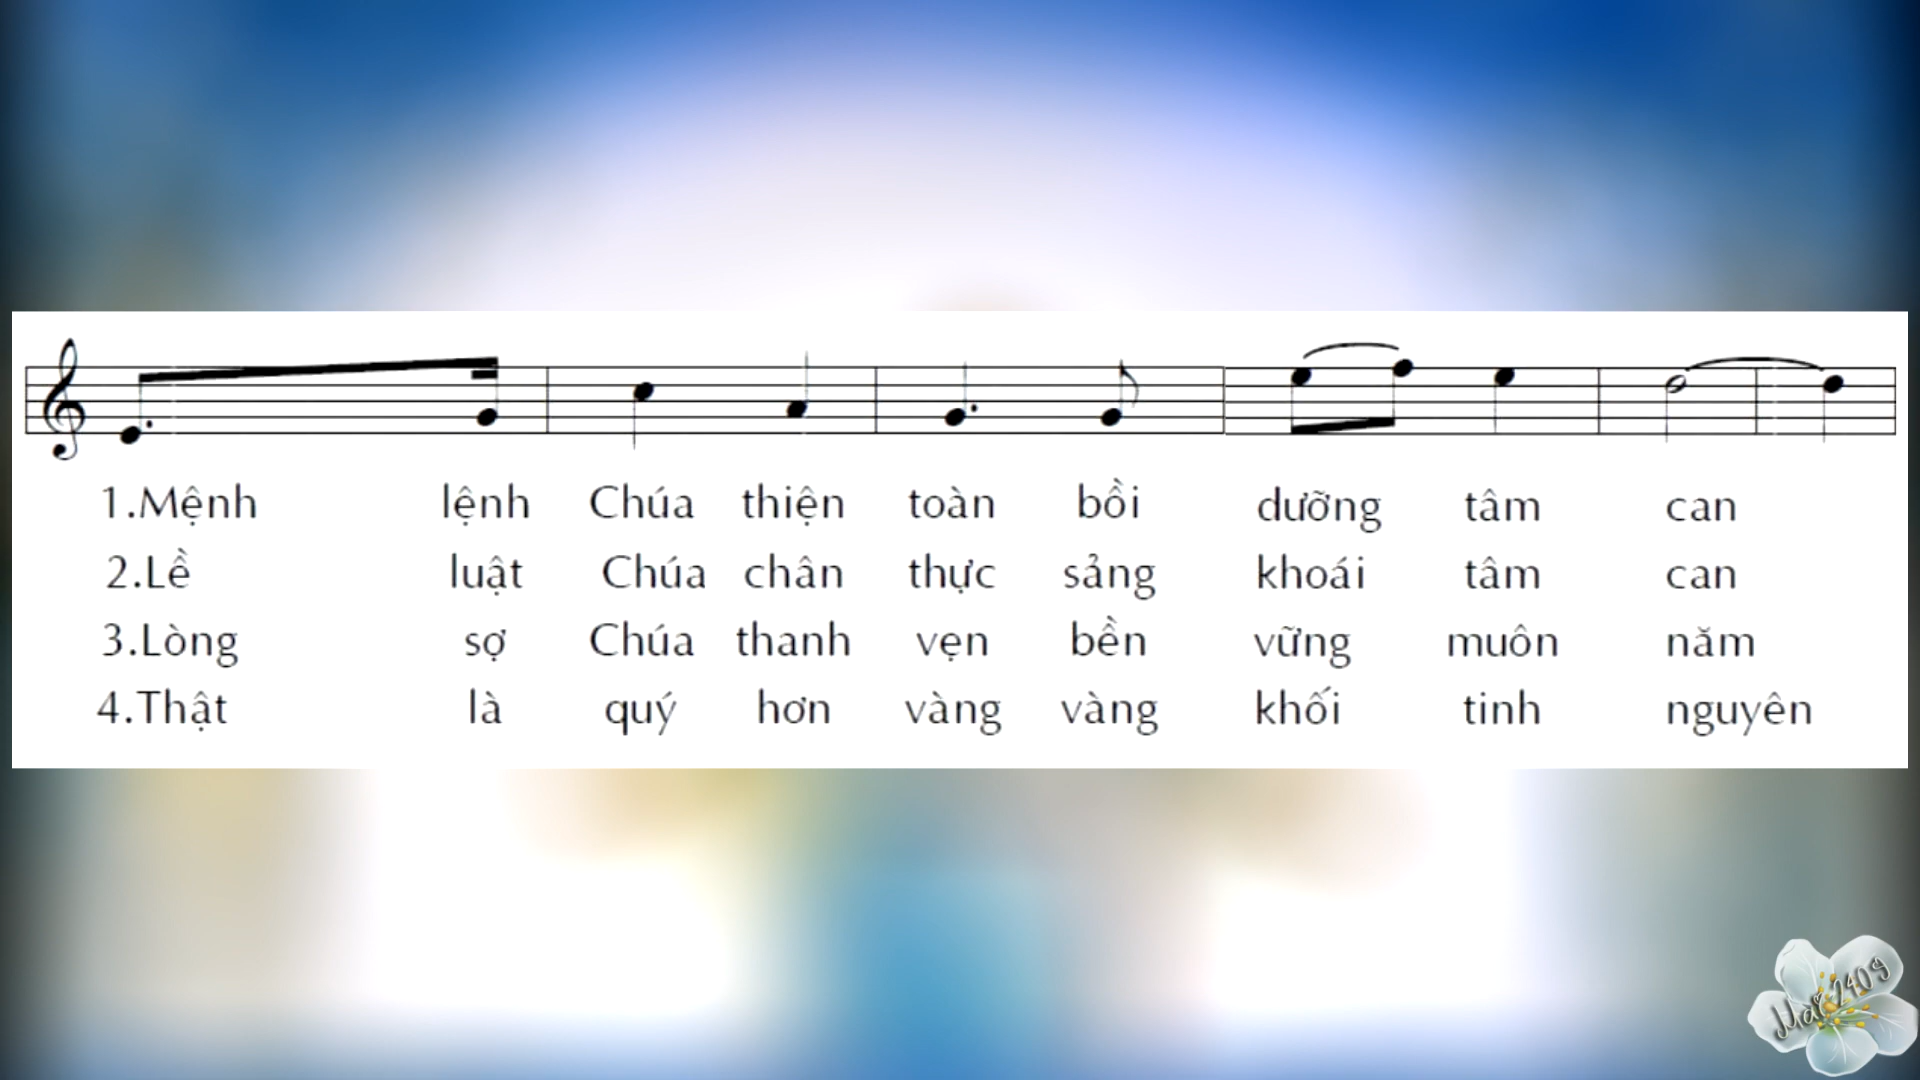 1.Mệnh lệnh Chúa thiện toàn bồi dưỡng tâm can
2.Lề luật Chúa chân thực sảng khoái tâm can
3.Lòng sợ Chúa thanh vẹn bền vững muôn năm
4.Thật là quý hơn vàng vàng khối tinh nguyên
Mai 2409